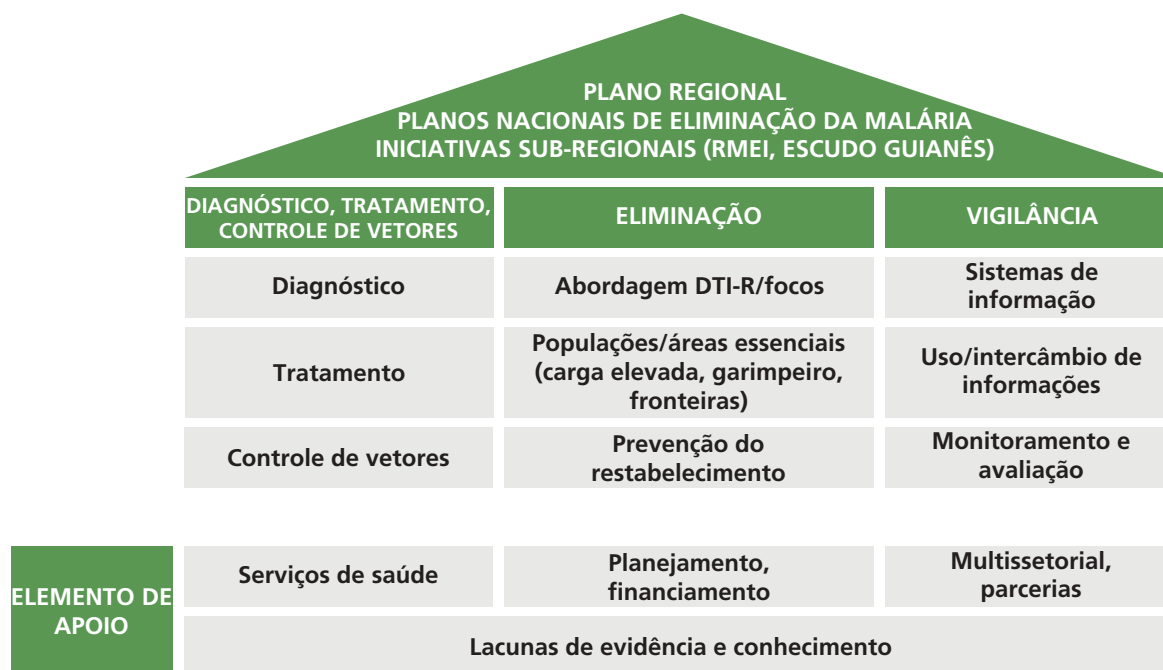 PLANO REGIONAL
PLANOS NACIONAIS DE ELIMINAÇÃO DA MALÁRIA
INICIATIVAS SUB-REGIONAIS (RMEI, ESCUDO GUIANÊS)
DIAGNÓSTICO, TRATAMENTO,
CONTROLE DE VETORES
ELIMINAÇÃO
VIGILÂNCIA
Diagnóstico
Abordagem DTI-R/focos
Sistemas de
informação
Tratamento
Populações/áreas essenciais
(carga elevada, garimpeiro,
fronteiras)
Uso/intercâmbio de
informações
Controle de vetores
Prevenção do
restabelecimento
Monitoramento e
avaliação
ELEMENTO DE
APOIO
Serviços de saúde
Planejamento,
financiamento
Multissetorial,
parcerias
Lacunas de evidência e conhecimento